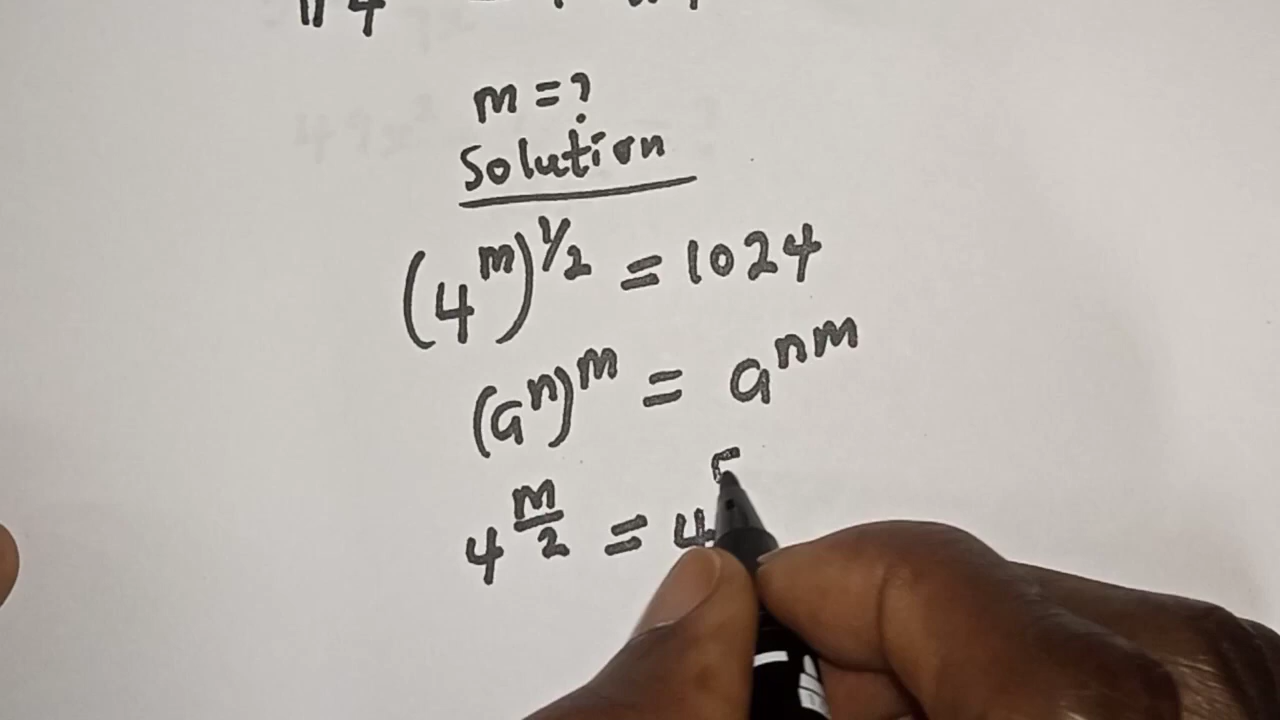 m = ?
Solution
(4^m)^1/2 = 1024
(a^n)^m = a^nm
4^m/2 = 4^5